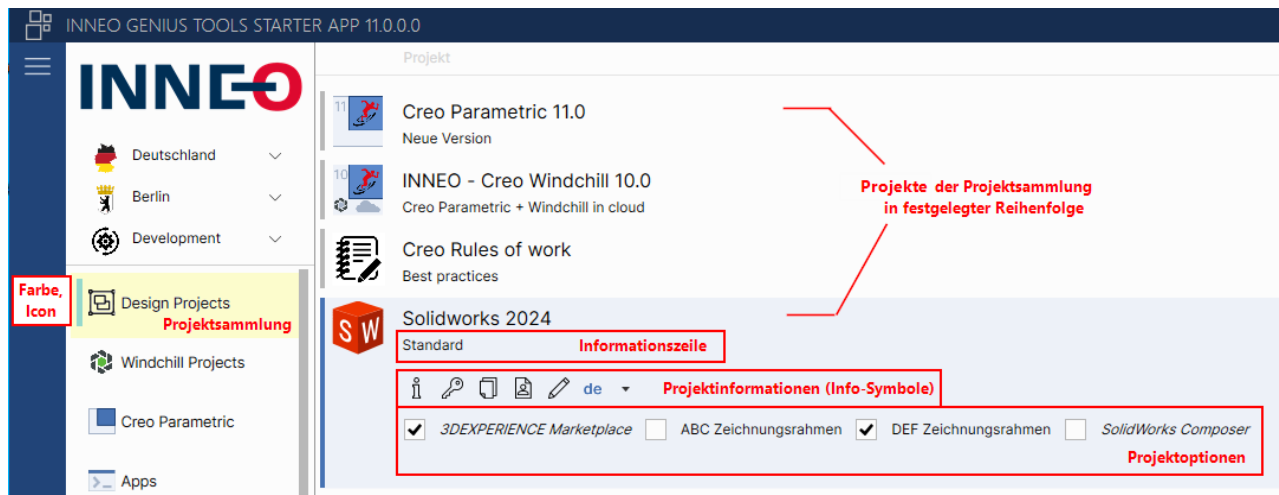 INNEO GENIUS TOOLS STARTER APP 11.0.0.0
INNEO
Deutschland
Berlin
Development
Farbe,
Icon
Design Projects
Projektsammlung
Windchill Projects
Creo Parametric
Apps
Projekt
11
Creo Parametric 11.0
Neue Version
10
INNEO - Creo Windchill 10.0
Creo Parametric + Windchill in cloud
Creo Rules of work
Best practices
Projekte der Projektsammlung
in festgelegter Reihenfolge
SW
Solidworks 2024
Standard Informationszeile
de Projektinformationen (Info-Symbole)
3DEXPERIENCE Marketplace ABC Zeichnungsrahmen DEF Zeichnungsrahmen SolidWorks Composer
Projektoptionen